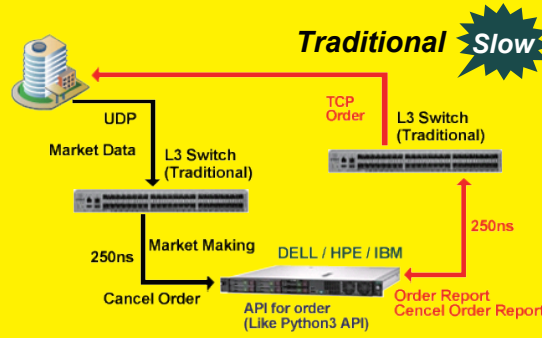 Traditional
Slow
UDP
Market Data
L3 Switch
(Traditional)
TCP
Order
L3 Switch
(Traditional)
250ns
Market Making
Cancel Order
250ns
DELL / HPE / IBM
API for order
(Like Python3 API)
Order Report
Cencel Order Report